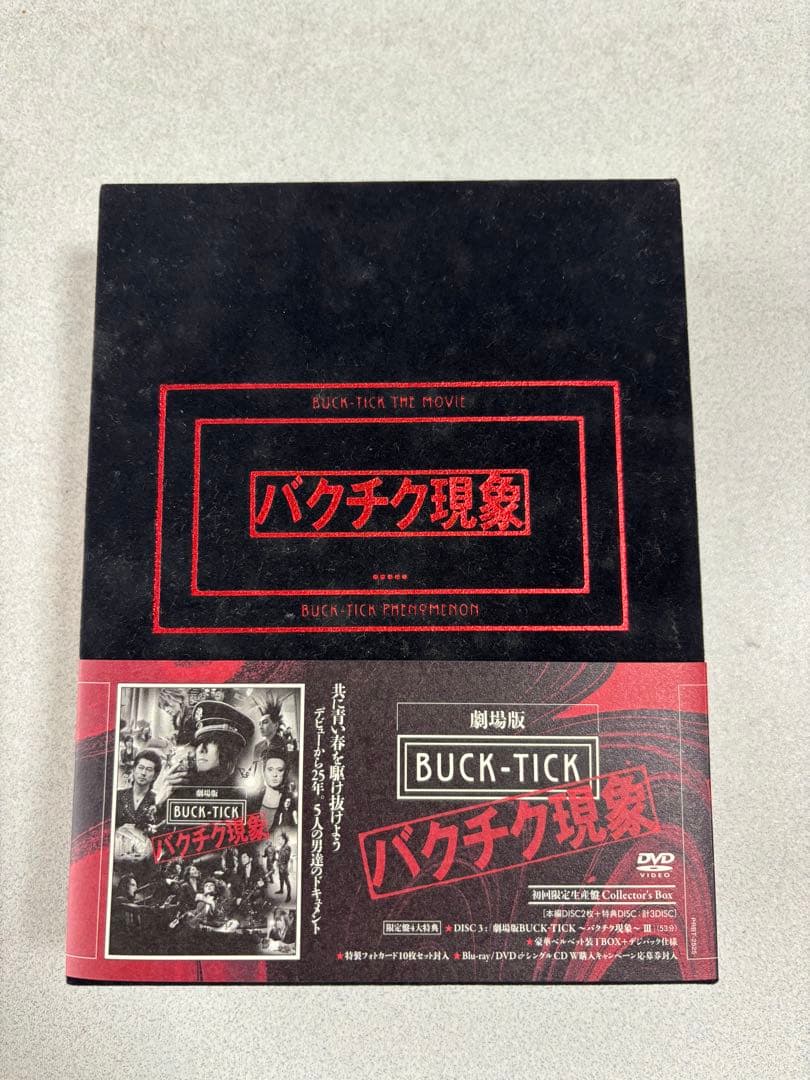 BUCK-TICK THE MOVIE
バクチク現象
BUCK-TICK PHENOMENON
共に青い春を駆け抜けよう
デビューから25年。5人の男達のドキュメント
劇場版
BUCK-TICK
バクチク現象
劇場版
BUCK-TICK
バクチク現象
DVD
VIDEO
初回限定生産盤 Collector's Box
[本編DISC2枚+特典DISC:計3DISC]
限定盤4大特典 ★DISC 3:「劇場版BUCK-TICK ～バクチク現象～ III」(53分)
★豪華ベルベット装丁BOX+デジパック仕様
★特製フォトカード10枚セット封入 ★Blu-ray/DVD&シングルCD W購入キャンペーン応募券封入